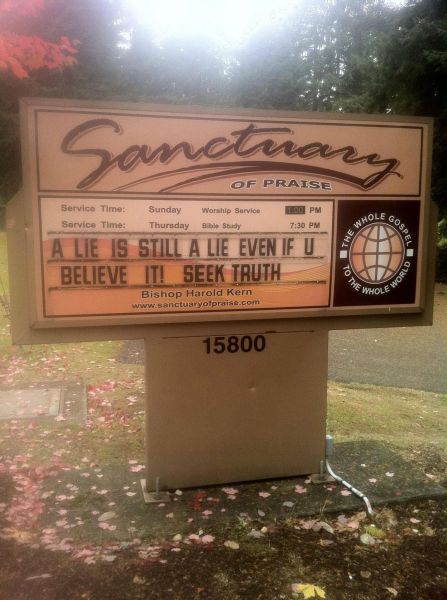 Sanctuary
OF PRAISE
Service Time: Sunday Worship Service 1:00 PM
Service Time: Thursday Bible Study 7:30 PM
A LIE IS STILL A LIE EVEN IF U
BELIEVE IT! SEEK TRUTH
Bishop Harold Kern
www.sanctuaryofpraise.com
THE WHOLE GOSPEL
TO THE WHOLE WORLD
15800